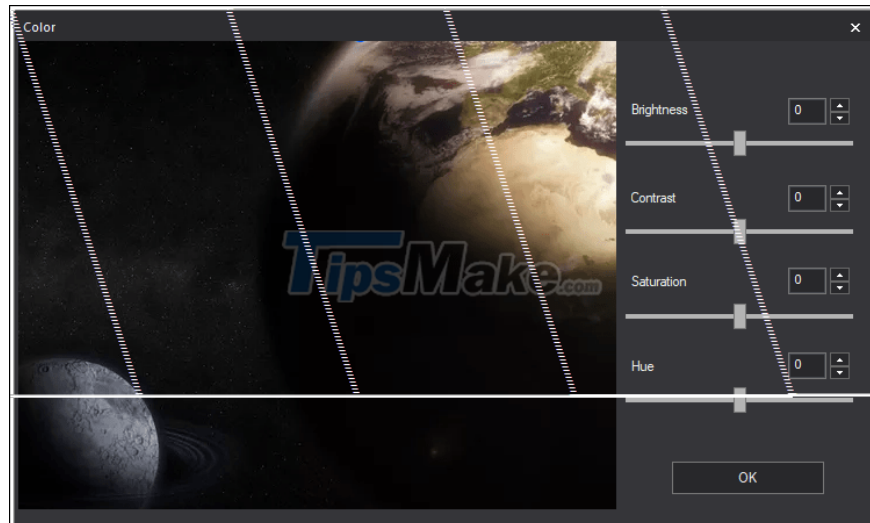 Color
Brightness 0
Contrast 0
TipsMake.com
Saturation 0
Hue 0
OK